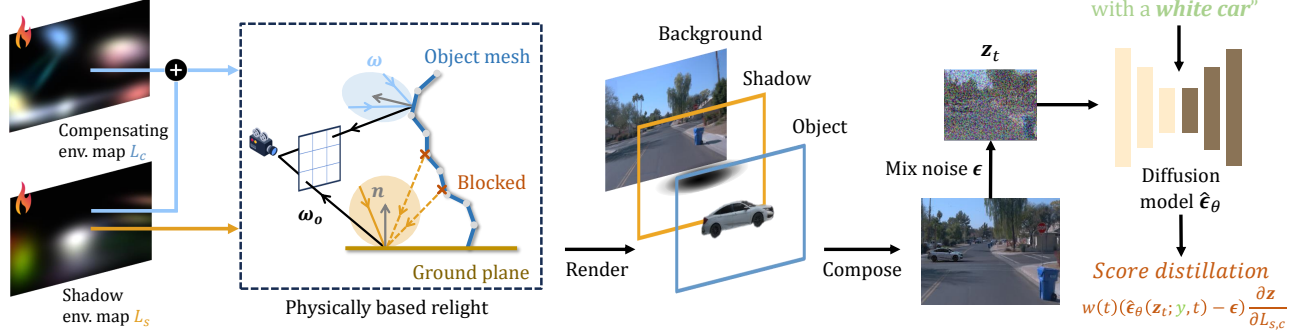 with a white car"
Background
z_t
ω
Object mesh
Shadow
Object
Compensating
env. map L_c
Mix noise ϵ
Blocked
n
Diffusion
model ϵ̂_θ
ω_o
Render
Compose
Ground plane
Score distillation
Shadow
env. map L_s
Physically based relight
w(t)(ϵ̂_θ(z_t; y, t) − ϵ) ∂z/∂L_{s,c}